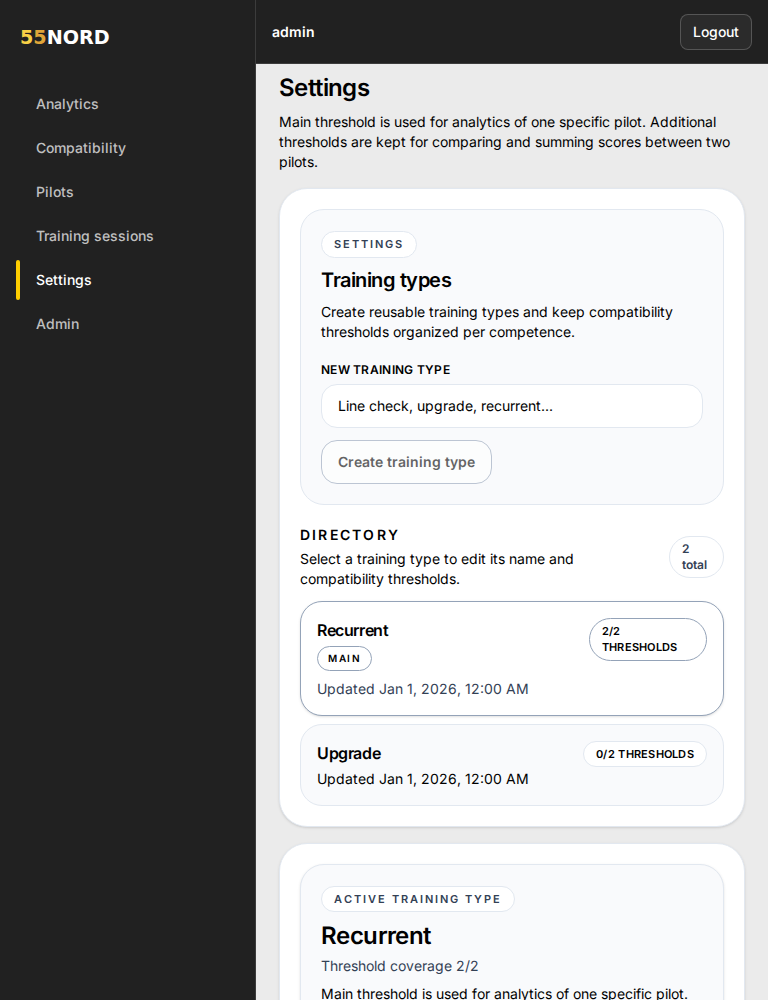 55NORD
admin
Logout
Analytics
Compatibility
Pilots
Training sessions
Settings
Admin
Settings
Main threshold is used for analytics of one specific pilot. Additional
thresholds are kept for comparing and summing scores between two
pilots.
SETTINGS
Training types
Create reusable training types and keep compatibility
thresholds organized per competence.
NEW TRAINING TYPE
Line check, upgrade, recurrent...
Create training type
DIRECTORY
Select a training type to edit its name and
compatibility thresholds.
2
total
Recurrent
MAIN
2/2
THRESHOLDS
Updated Jan 1, 2026, 12:00 AM
Upgrade
0/2 THRESHOLDS
Updated Jan 1, 2026, 12:00 AM
ACTIVE TRAINING TYPE
Recurrent
Threshold coverage 2/2
Main threshold is used for analytics of one specific pilot.